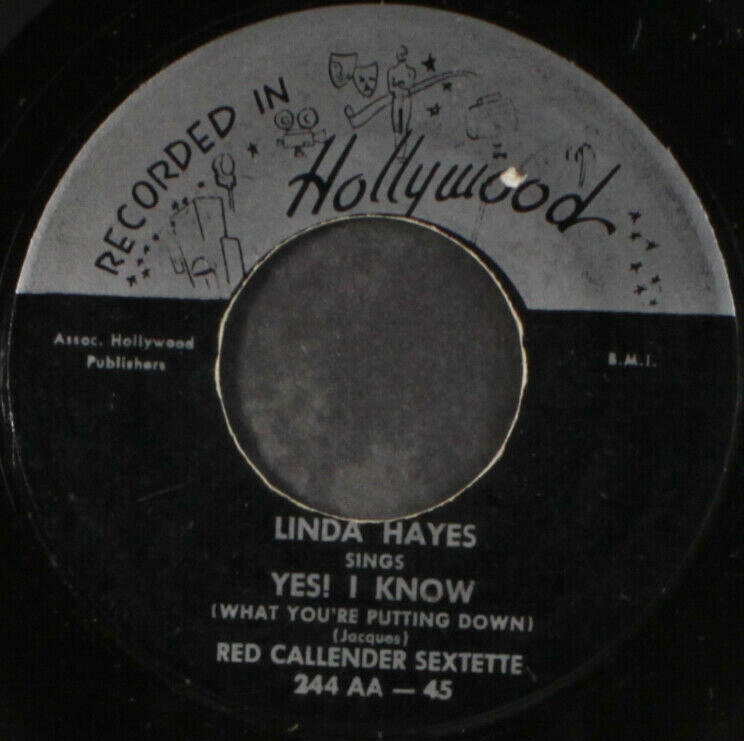 RECORDED IN
Hollywood
Assoc. Hollywood
Publishers
B.M.I.
LINDA HAYES
SINGS
YES! I KNOW
(WHAT YOU'RE PUTTING DOWN)
(Jacques)
RED CALLENDER SEXTETTE
244 AA — 45